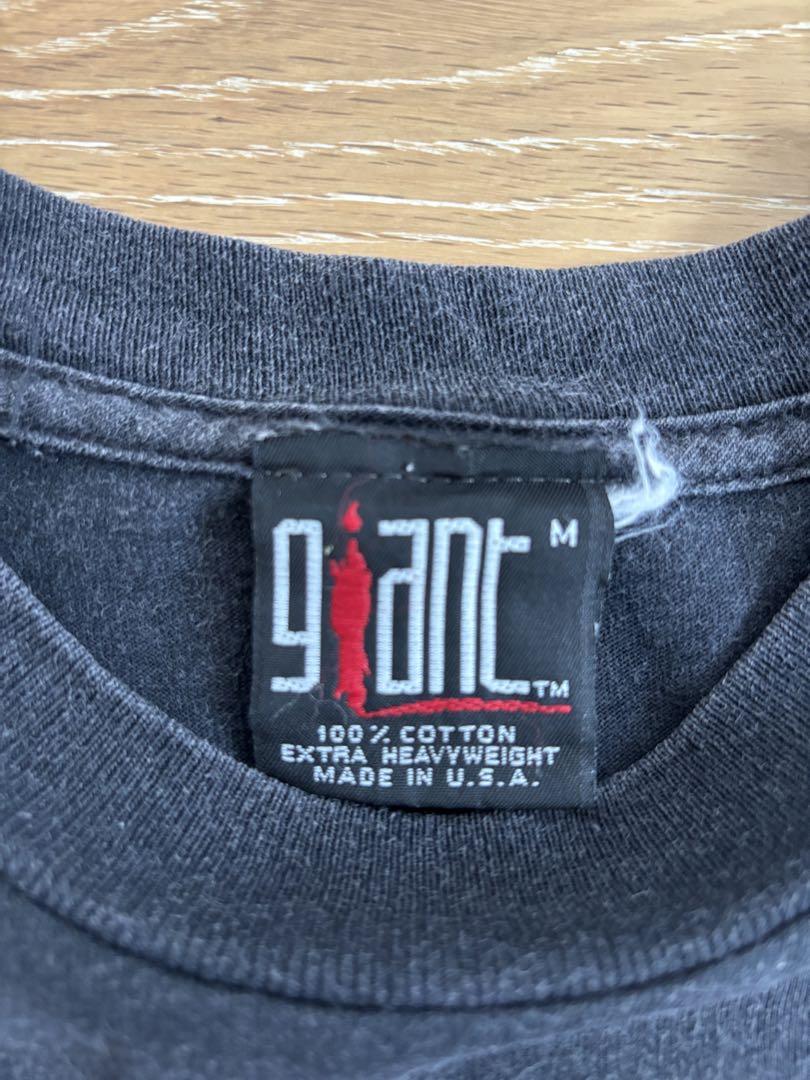 giant M
TM
100% COTTON
EXTRA HEAVYWEIGHT
MADE IN U.S.A.